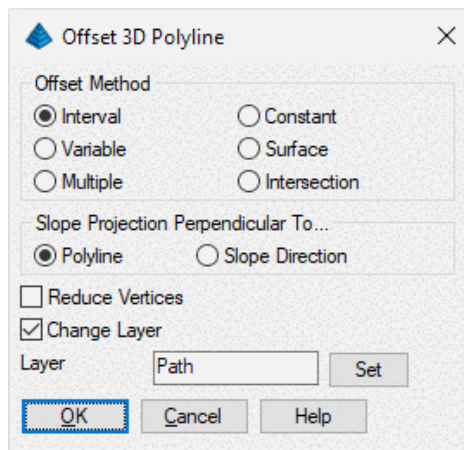 Offset 3D Polyline
Offset Method
Interval Constant
Variable Surface
Multiple Intersection
Slope Projection Perpendicular To...
Polyline Slope Direction
Reduce Vertices
Change Layer
Layer Path Set
OK Cancel Help